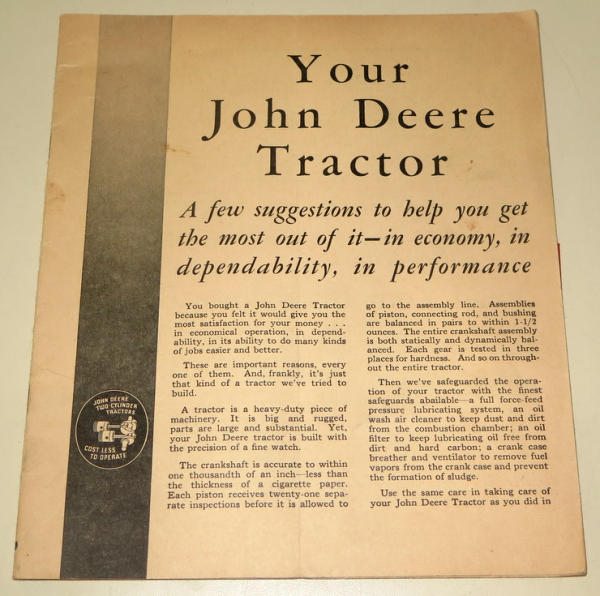 Your
John Deere
Tractor
A few suggestions to help you get
the most out of it—in economy, in
dependability, in performance
You bought a John Deere Tractor
because you felt it would give you the
most satisfaction for your money . . .
in economical operation, in depend-
ability, in its ability to do many kinds
of jobs easier and better.
These are important reasons, every
one of them. And, frankly, it's just
that kind of a tractor we've tried to
build.
A tractor is a heavy-duty piece of
machinery. It is big and rugged,
parts are large and substantial. Yet,
your John Deere tractor is built with
the precision of a fine watch.
The crankshaft is accurate to within
one thousandth of an inch—less than
the thickness of a cigarette paper.
Each piston receives twenty-one sepa-
rate inspections before it is allowed to
go to the assembly line. Assemblies
of piston, connecting rod, and bushing
are balanced in pairs to within 1-1/2
ounces. The entire crankshaft assembly
is both statically and dynamically bal-
anced. Each gear is tested in three
places for hardness. And so on through-
out the entire tractor.
Then we've safeguarded the opera-
tion of your tractor with the finest
safeguards abailable—a full force-feed
pressure lubricating system, an oil
wash air cleaner to keep dust and dirt
from the combustion chamber; an oil
filter to keep lubricating oil free from
dirt and hard carbon; a crank case
breather and ventilator to remove fuel
vapors from the crank case and prevent
the formation of sludge.
Use the same care in taking care of
your John Deere Tractor as you did in
JOHN DEERE
TWO-CYLINDER
TRACTORS
COST LESS
TO OPERATE